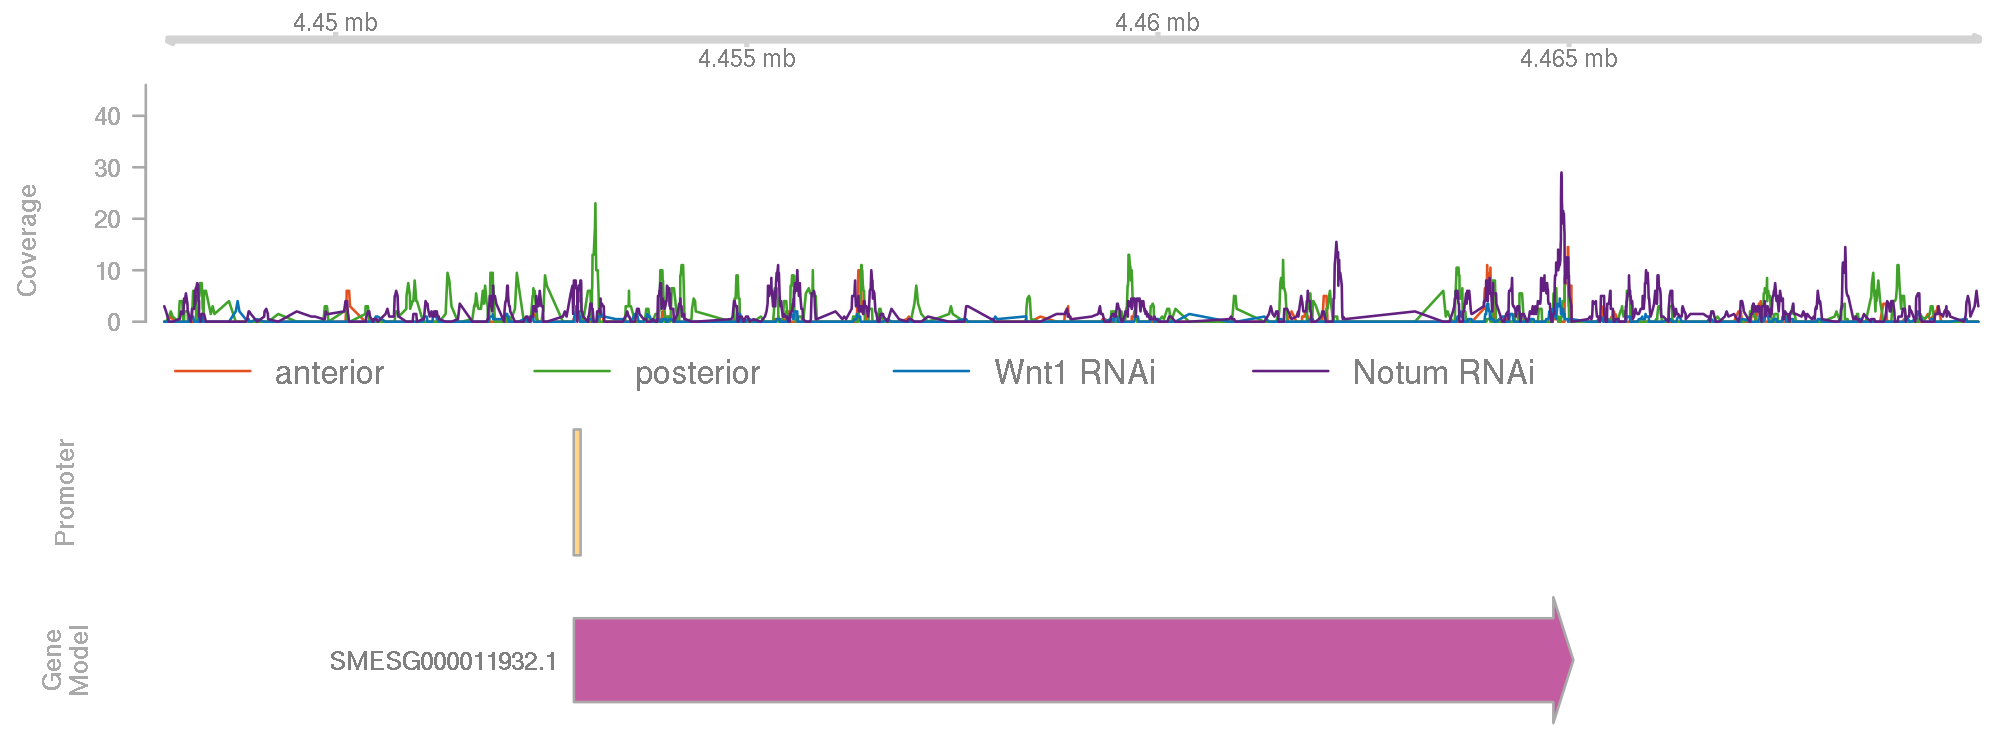 4.45 mb
4.46 mb
4.455 mb
4.465 mb
Coverage
40
30
20
10
0
anterior
posterior
Wnt1 RNAi
Notum RNAi
Promoter
Gene
Model
SMESG000011932.1